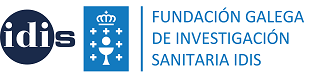 idis
FUNDACIÓN GALEGA
DE INVESTIGACIÓN
SANITARIA IDIS